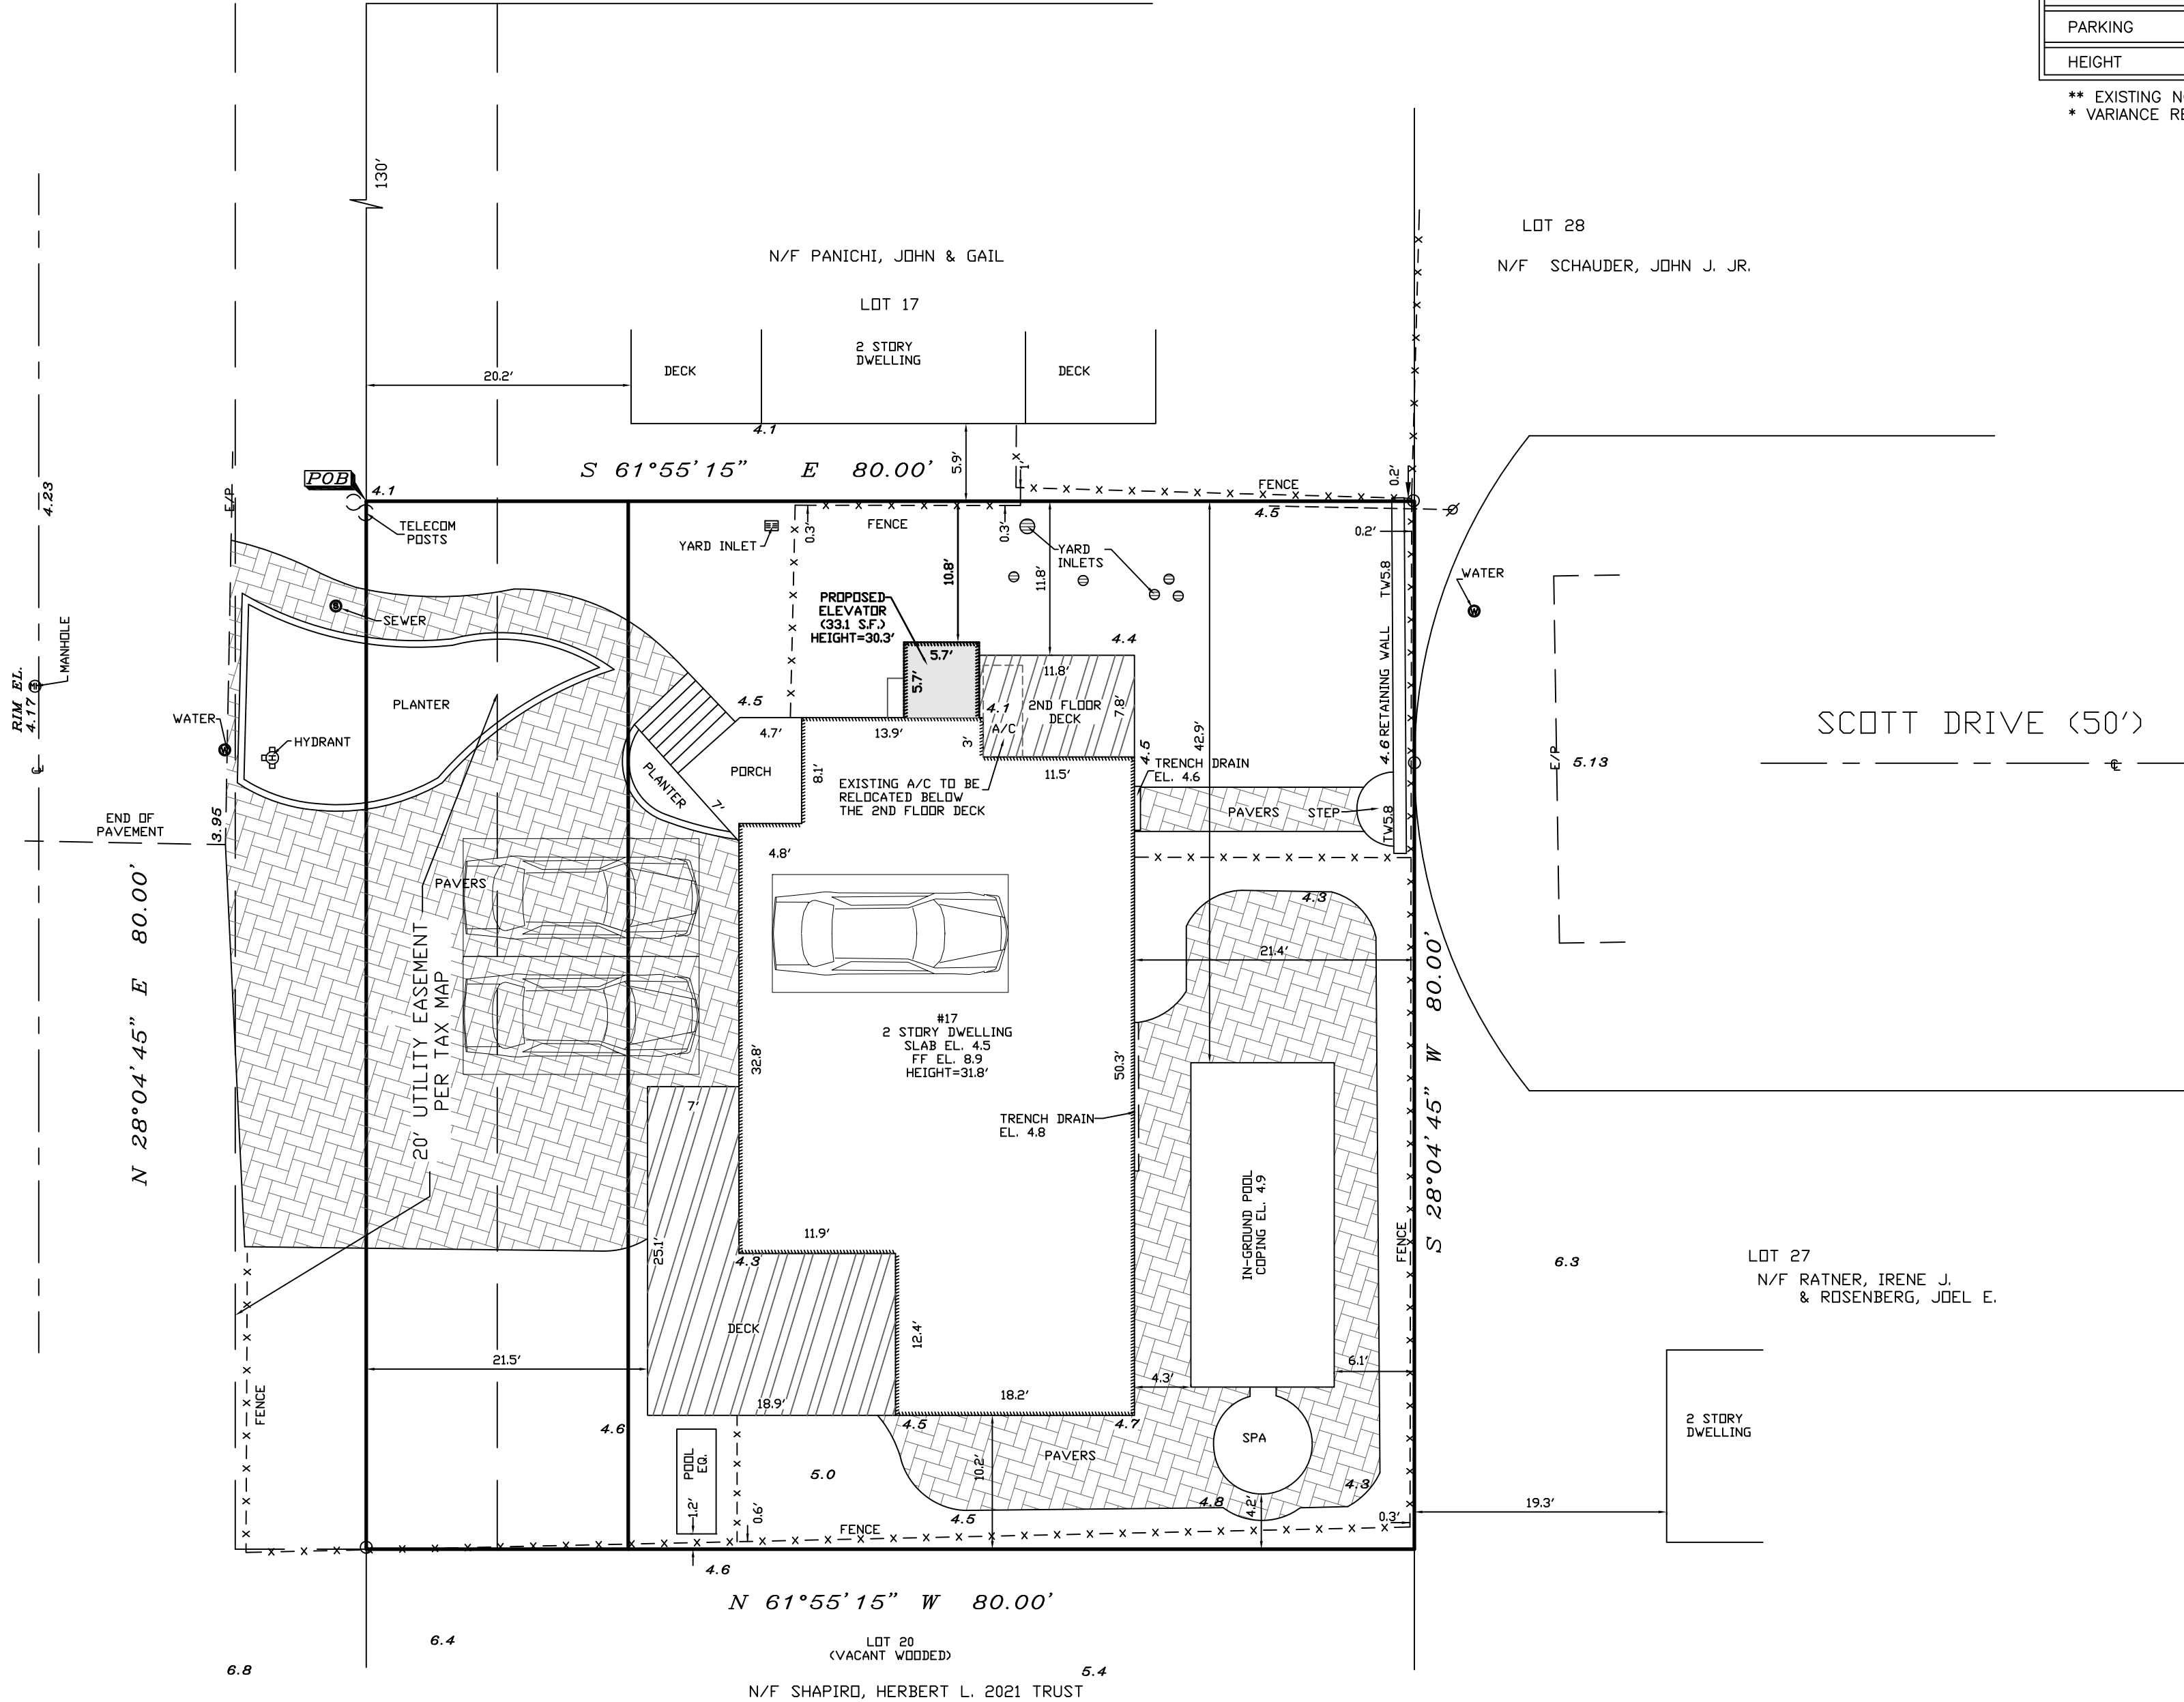 PARKING
HEIGHT
** EXISTING N
* VARIANCE RE
130'
LOT 28
N/F SCHAUDER, JOHN J. JR.
N/F PANICHI, JOHN & GAIL
LOT 17
2 STORY
DWELLING
DECK
DECK
20.2'
4.1
5.9'
1'
S 61°55'15" E 80.00'
POB
4.1
TELECOM
POSTS
E/P
4.23
FENCE
0.2'
4.5
0.2'
YARD INLET
0.3'
FENCE
0.3'
YARD
INLETS
10.8'
11.8'
PROPOSED
ELEVATOR
(33.1 S.F.)
HEIGHT=30.3'
5.7'
5.7'
4.4
TW5.8
WATER
SEWER
MANHOLE
RIM EL.
4.17
PLANTER
WATER
HYDRANT
4.5
4.7'
PORCH
PLANTER
7'
8.1'
13.9'
3'
4.1
A/C
11.8'
2ND FLOOR
DECK
7.8'
11.5'
4.5
TRENCH DRAIN
EL. 4.6
42.9'
4.6 RETAINING WALL
TW5.8
PAVERS
STEP
EXISTING A/C TO BE
RELOCATED BELOW
THE 2ND FLOOR DECK
SCOTT DRIVE (50')
E/P
5.13
END OF
PAVEMENT
3.95
4.8'
N 28°04'45" E 80.00'
PAVERS
20' UTILITY EASEMENT
PER TAX MAP
4.3
21.4'
S 28°04'45" W 80.00'
#17
2 STORY DWELLING
SLAB EL. 4.5
FF EL. 8.9
HEIGHT=31.8'
32.8'
50.3'
7'
TRENCH DRAIN
EL. 4.8
IN-GROUND POOL
COPING EL. 4.9
FENCE
6.3
LOT 27
N/F RATNER, IRENE J.
& ROSENBERG, JOEL E.
11.9'
25.1'
4.3
DECK
12.4'
21.5'
18.9'
18.2'
4.3'
6.1'
FENCE
4.6
4.5
4.7
SPA
PAVERS
10.2'
POOL
EQ.
1.2'
5.0
0.6'
4.5
4.8
4.2'
4.3
0.3'
19.3'
2 STORY
DWELLING
FENCE
4.6
N 61°55'15" W 80.00'
6.4
LOT 20
(VACANT WOODED)
6.8
5.4
N/F SHAPIRO, HERBERT L. 2021 TRUST